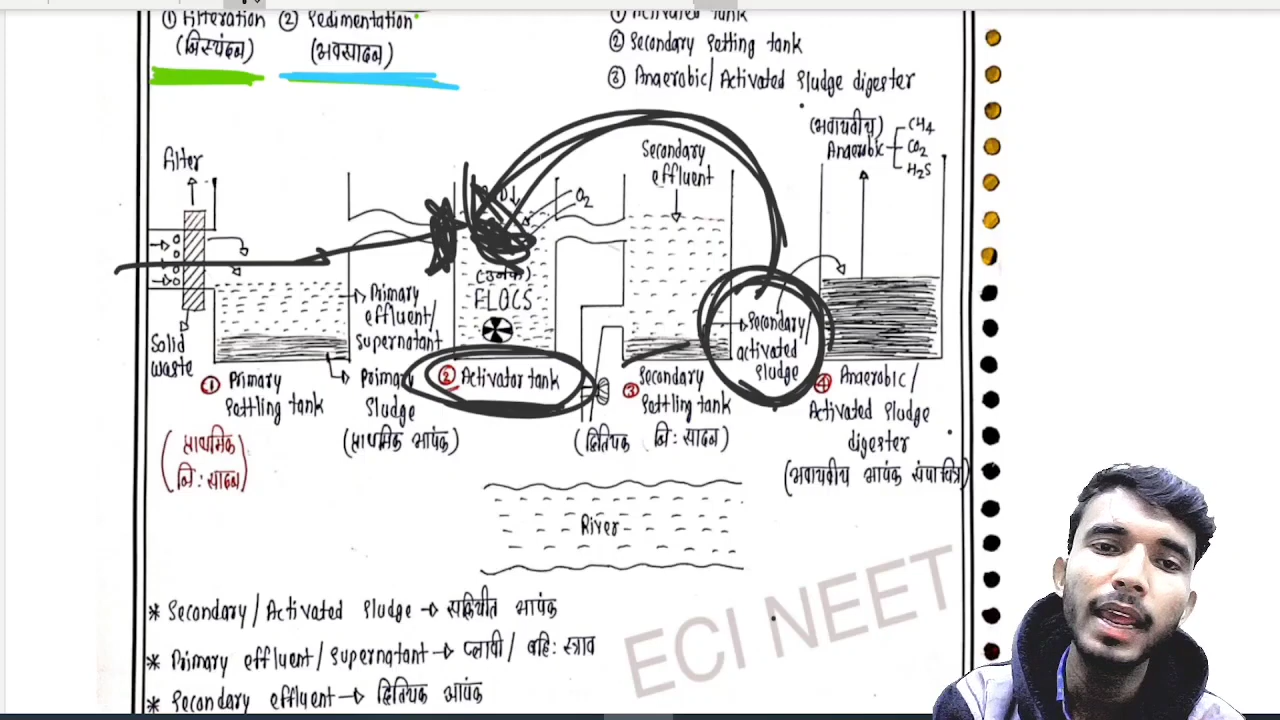 ① Filteration ② Sedimentation
(निस्पंदन) (अवसादन)
① Activated tank
② Secondary Setting tank
③ Anaerobic/Activated sludge digester
(अवायवीय)
Anaerobic CH4
CO2
H2S
Filter
Secondary
effluent
O2
(उनक)
FLOCS
Primary
effluent/
Supernatant
Solid
waste
① Primary
Settling tank
(प्राथमिक
नि:सादन)
Primary
Sludge
(प्राथमिक आपंक)
② Activator tank
③ Secondary
Settling tank
(द्वितियक नि:सादन)
Secondary/
activated
sludge
④ Anaerobic/
Activated Sludge
digester
(अवायवीय आपंक संपाचित्र)
River
* Secondary/Activated Sludge → सक्रियीत आपंक
* Primary effluent/Supernatant → प्लावी/बहि:स्त्राव
* Secondary effluent → द्वितियक आपंक
ECI NEET